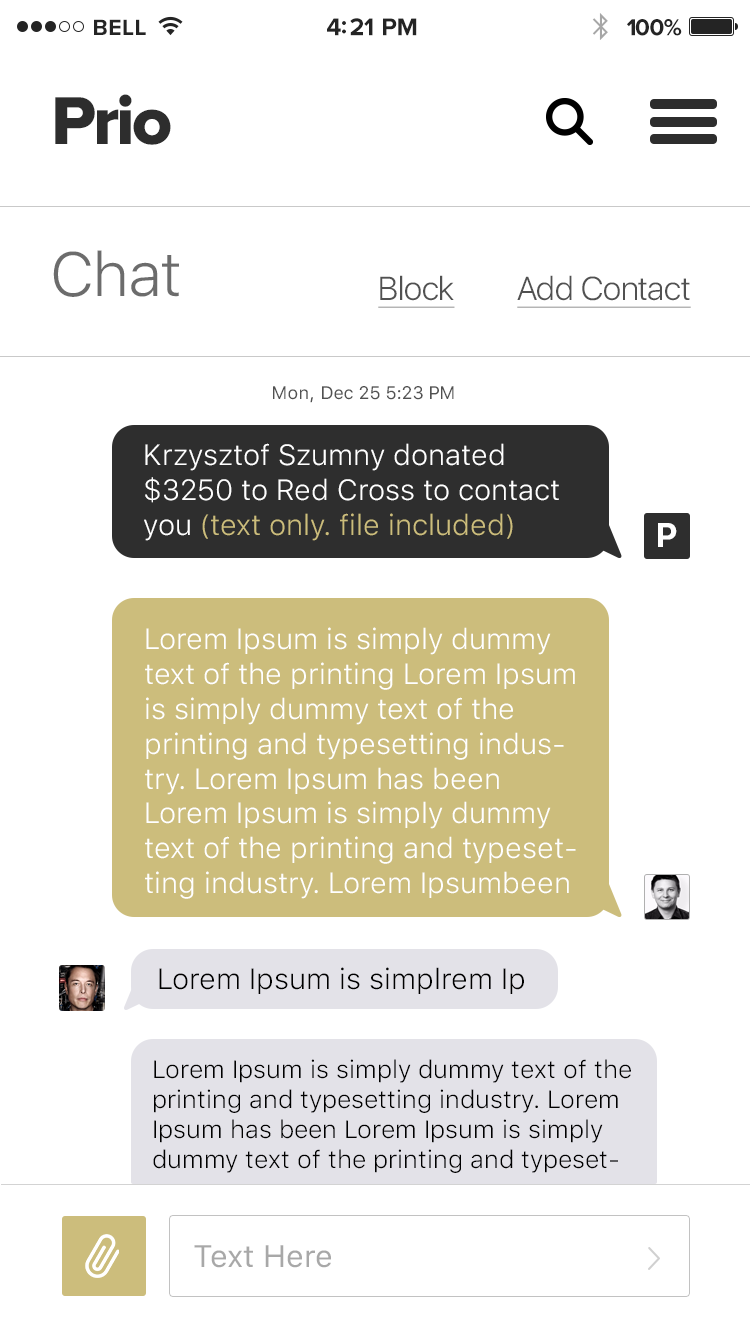 BELL 4:21 PM 100%
Prio
Chat Block Add Contact
Mon, Dec 25 5:23 PM
Krzysztof Szumny donated
$3250 to Red Cross to contact
you (text only. file included)
P
Lorem Ipsum is simply dummy
text of the printing Lorem Ipsum
is simply dummy text of the
printing and typesetting indus-
try. Lorem Ipsum has been
Lorem Ipsum is simply dummy
text of the printing and typeset-
ting industry. Lorem Ipsumbeen
Lorem Ipsum is simplrem Ip
Lorem Ipsum is simply dummy text of the
printing and typesetting industry. Lorem
Ipsum has been Lorem Ipsum is simply
dummy text of the printing and typeset-
Text Here